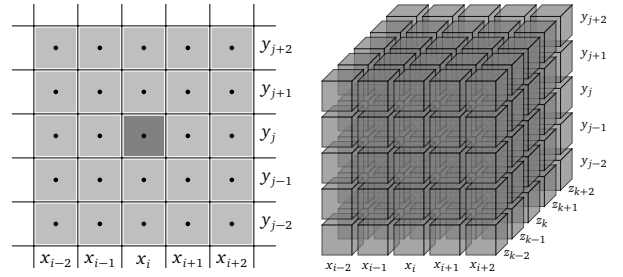 y_{j+2}
y_{j+1}
y_j
y_{j-1}
y_{j-2}
x_{i-2} x_{i-1} x_i x_{i+1} x_{i+2}
y_{j+2}
y_{j+1}
y_j
y_{j-1}
y_{j-2}
z_{k+2}
z_{k+1}
z_k
z_{k-1}
z_{k-2}
x_{i-2} x_{i-1} x_i x_{i+1} x_{i+2}